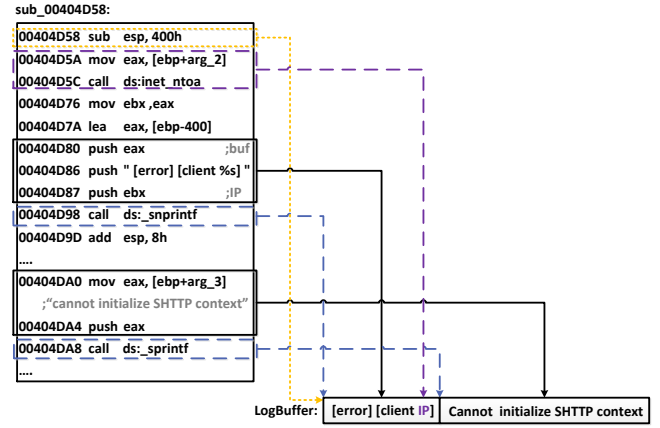 sub_00404D58:
00404D58 sub esp, 400h
00404D5A mov eax, [ebp+arg_2]
00404D5C call ds:inet_ntoa
00404D76 mov ebx ,eax
00404D7A lea eax, [ebp-400]
00404D80 push eax ;buf
00404D86 push " [error] [client %s] "
00404D87 push ebx ;IP
00404D98 call ds:_snprintf
00404D9D add esp, 8h
....
00404DA0 mov eax, [ebp+arg_3]
;“cannot initialize SHTTP context”
00404DA4 push eax
00404DA8 call ds:_sprintf
....
LogBuffer: [error] [client IP] Cannot initialize SHTTP context